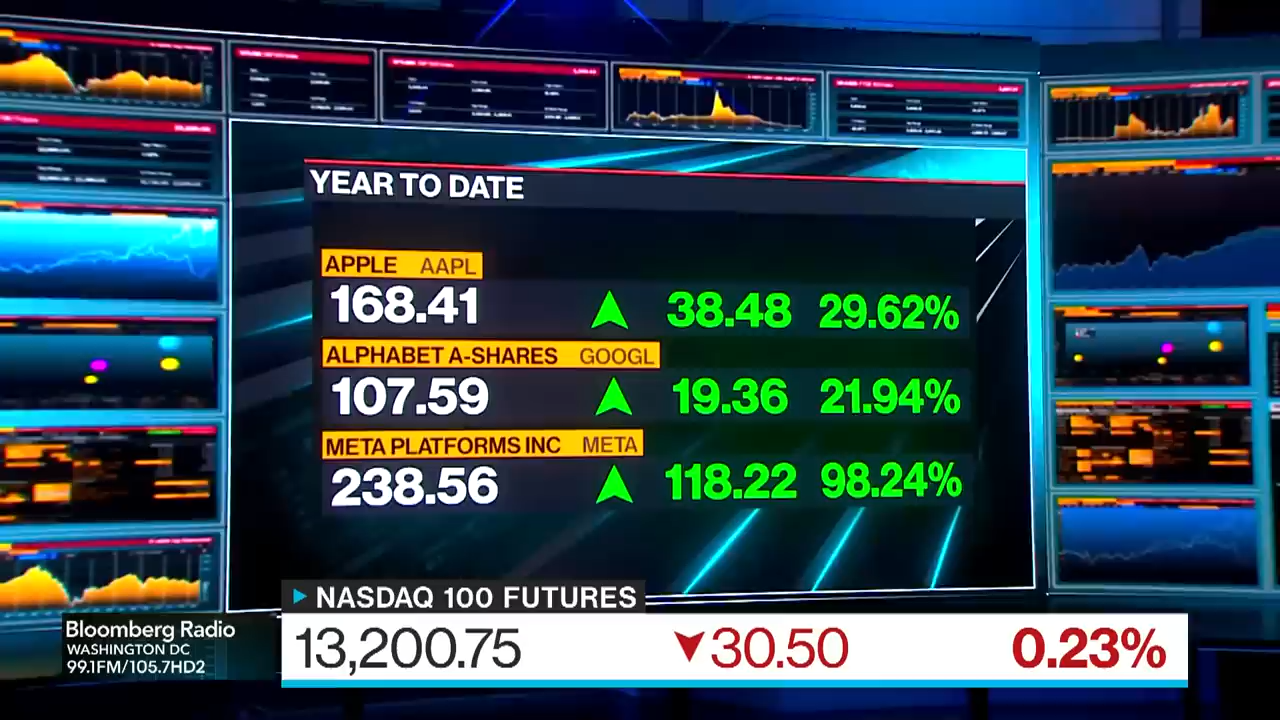 YEAR TO DATE
APPLE AAPL
168.41 38.48 29.62%
ALPHABET A-SHARES GOOGL
107.59 19.36 21.94%
META PLATFORMS INC META
238.56 118.22 98.24%
NASDAQ 100 FUTURES
13,200.75 30.50 0.23%
Bloomberg Radio
WASHINGTON DC
99.1FM/105.7HD2